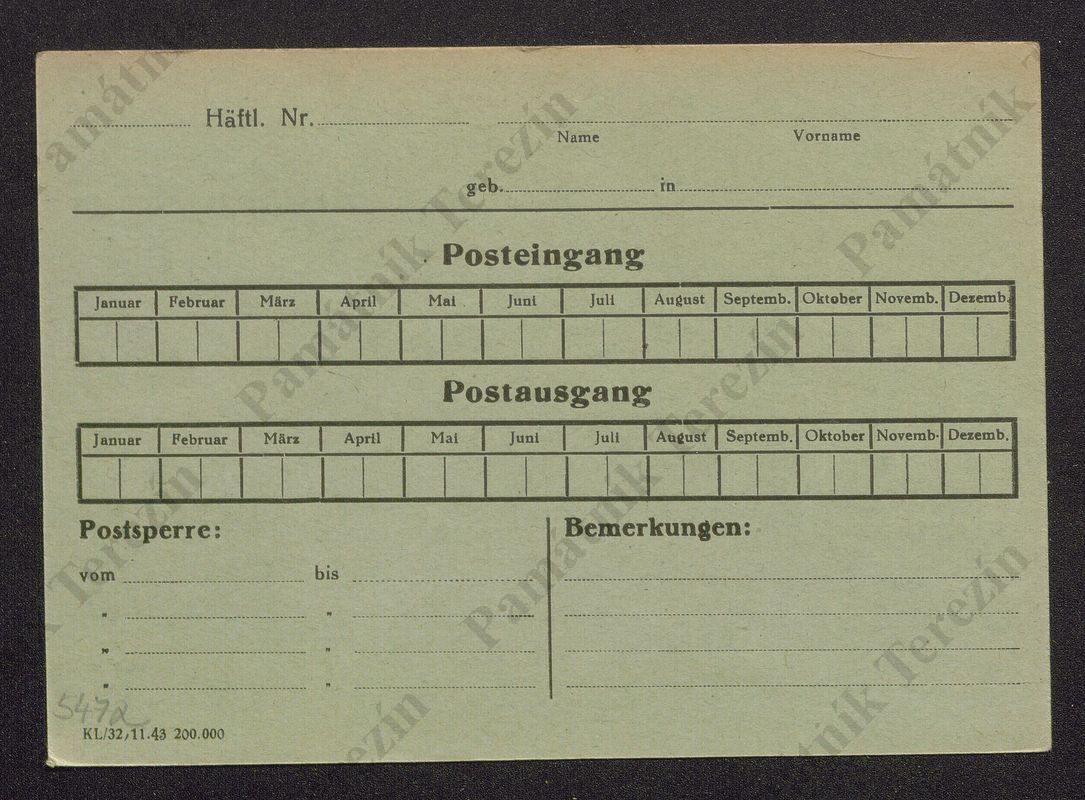 Häftl. Nr.
Name Vorname
geb. in
Posteingang
Januar Februar März April Mai Juni Juli August Septemb. Oktober Novemb. Dezemb.
Postausgang
Januar Februar März April Mai Juni Juli August Septemb. Oktober Novemb. Dezemb.
Postsperre: Bemerkungen:
vom bis
" "
" "
" "
KL/32, 11.43 200.000
Památník Terezín